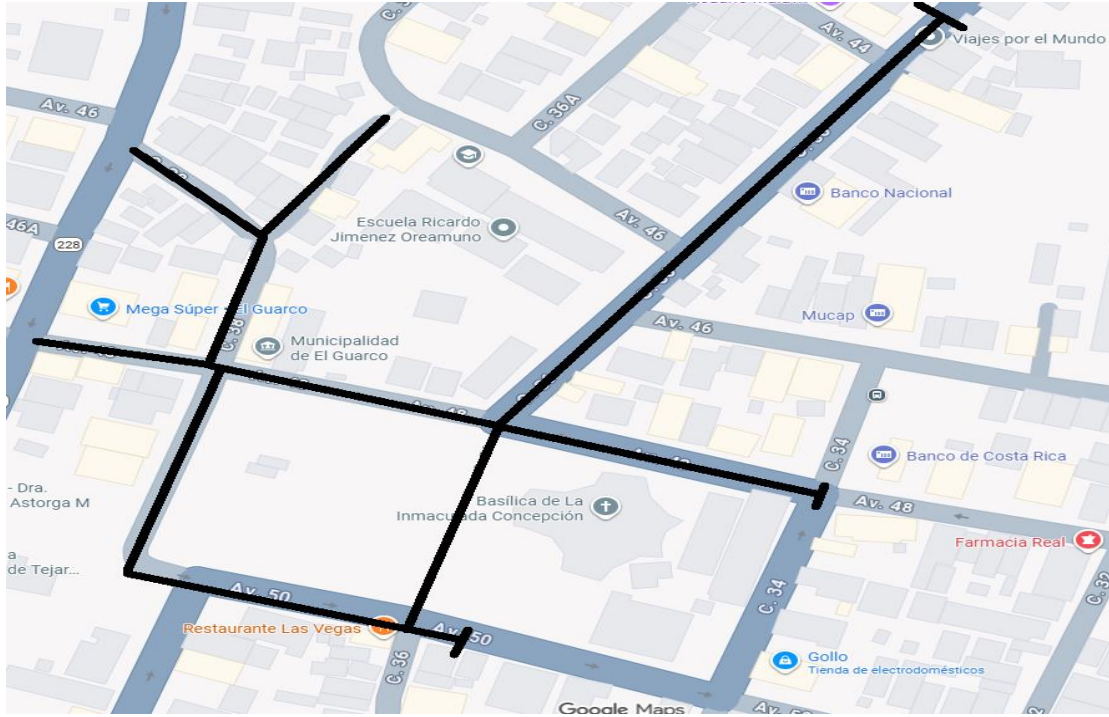 Av. 44
Viajes por el Mundo
Av. 46
C. 36A
Banco Nacional
Escuela Ricardo
Jiménez Oreamuno
Av. 46
46A
228
Mega Súper - El Guarco
C. 38
Municipalidad
de El Guarco
Mucap
Av. 46
Av. 48
C. 34
Banco de Costa Rica
- Dra.
Astorga M
Basílica de La
Inmaculada Concepción
Av. 48
Farmacia Real
a
de Tejar...
Av. 50
C. 34
C. 32
Restaurante Las Vegas
Av. 50
C. 36
Gollo
Tienda de electrodomésticos
Google Maps